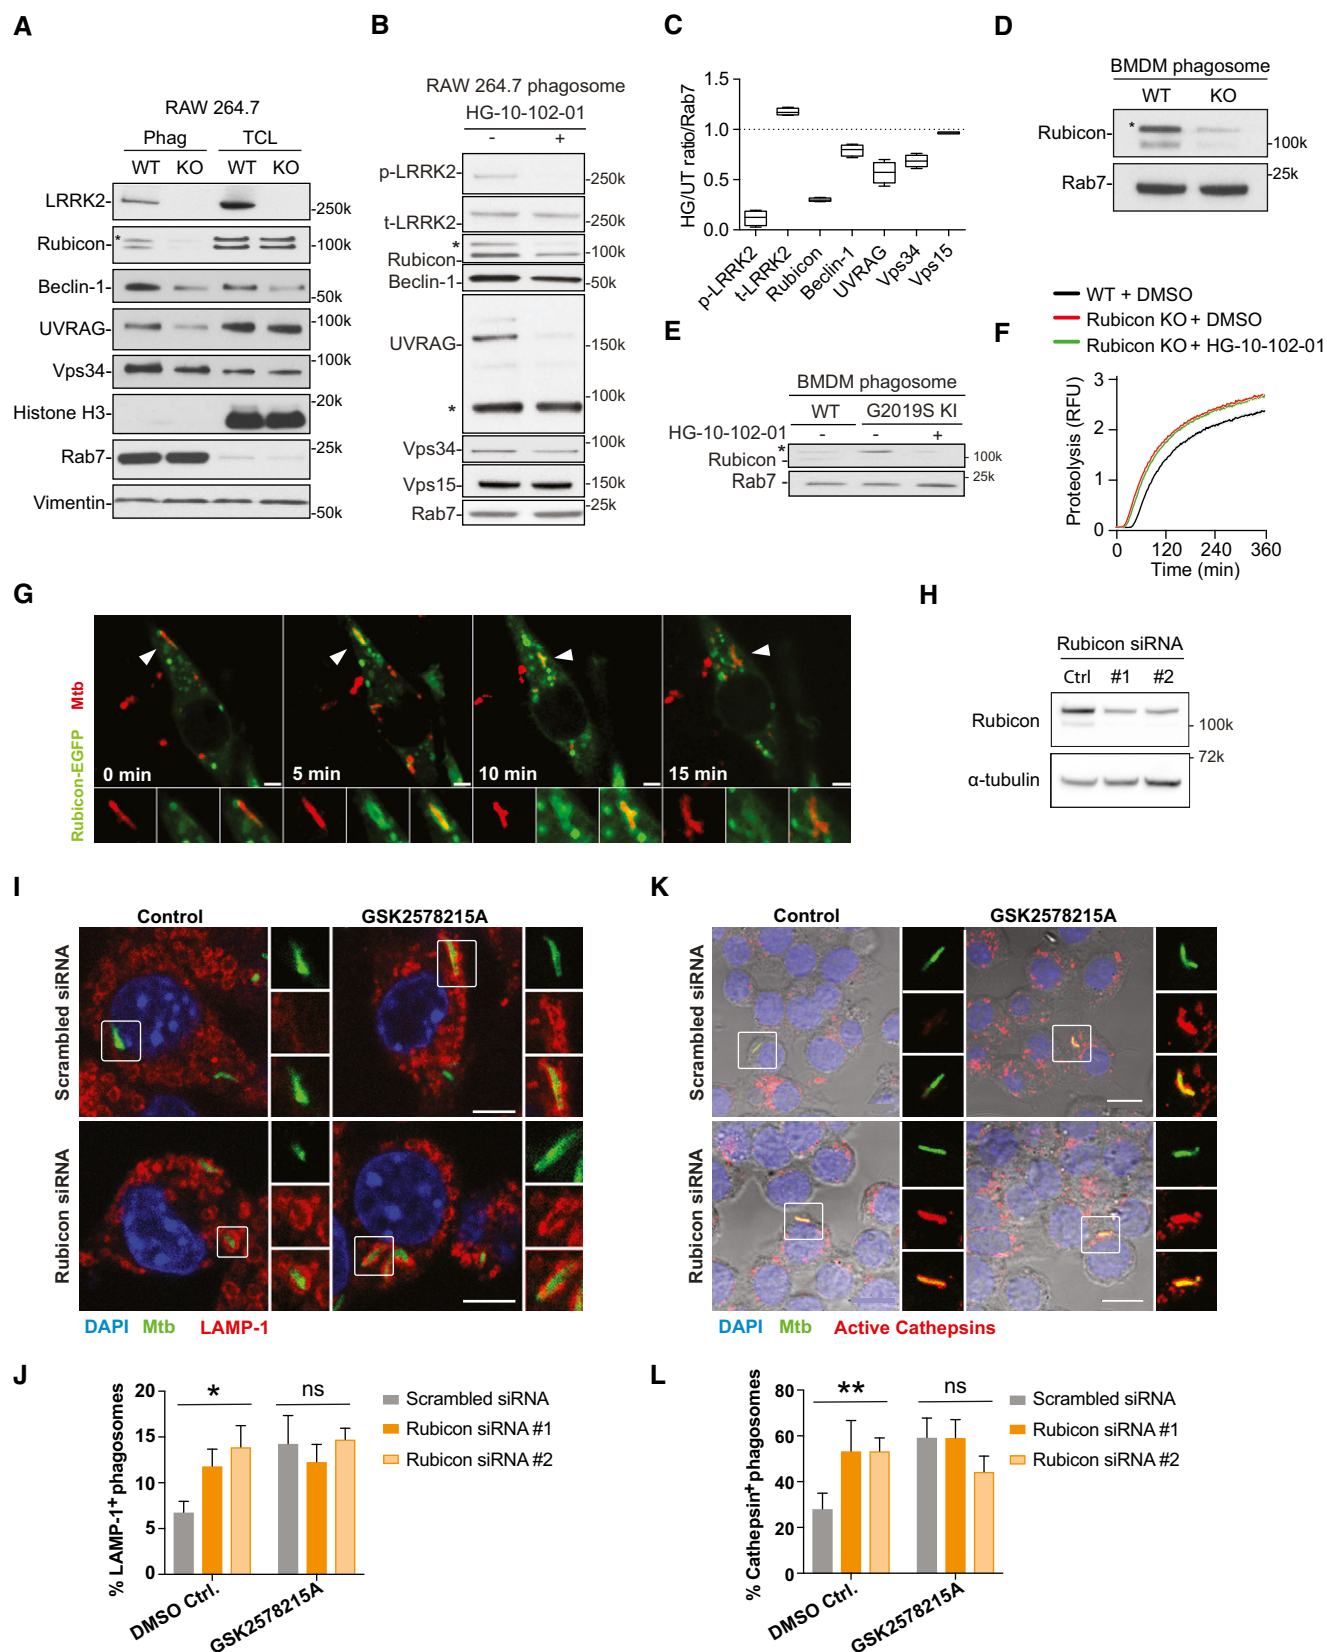 A
RAW 264.7
Phag TCL
WT KO WT KO
LRRK2-
-250k
Rubicon-
*
-100k
Beclin-1-
-50k
UVRAG-
-100k
Vps34-
-100k
Histone H3-
-20k
Rab7-
-25k
Vimentin-
-50k
B
RAW 264.7 phagosome
HG-10-102-01
- +
p-LRRK2-
-250k
t-LRRK2-
-250k
*
Rubicon-
-100k
Beclin-1-
-50k
UVRAG-
-150k
-100k
*
Vps34-
-100k
Vps15-
-150k
Rab7-
-25k
C
HG/UT ratio/Rab7
1.5
1.0
0.5
0.0
p-LRRK2
t-LRRK2
Rubicon
Beclin-1
UVRAG
Vps34
Vps15
D
BMDM phagosome
WT KO
Rubicon-
*
-100k
Rab7-
-25k
E
BMDM phagosome
WT G2019S KI
HG-10-102-01 - - +
*
Rubicon -
- 100k
Rab7 -
- 25k
F
WT + DMSO
Rubicon KO + DMSO
Rubicon KO + HG-10-102-01
Proteolysis (RFU)
3
2
1
0
0 120 240 360
Time (min)
G
Rubicon-EGFP Mtb
0 min
5 min
10 min
15 min
H
Rubicon siRNA
Ctrl #1 #2
Rubicon
- 100k
- 72k
α-tubulin
I
Control GSK2578215A
Scrambled siRNA
Rubicon siRNA
DAPI Mtb LAMP-1
K
Control GSK2578215A
Scrambled siRNA
Rubicon siRNA
DAPI Mtb Active Cathepsins
J
% LAMP-1+ phagosomes
20
15
10
5
0
* ns
DMSO Ctrl.
GSK2578215A
Scrambled siRNA
Rubicon siRNA #1
Rubicon siRNA #2
L
% Cathepsin+ phagosomes
80
60
40
20
0
** ns
DMSO Ctrl.
GSK2578215A
Scrambled siRNA
Rubicon siRNA #1
Rubicon siRNA #2